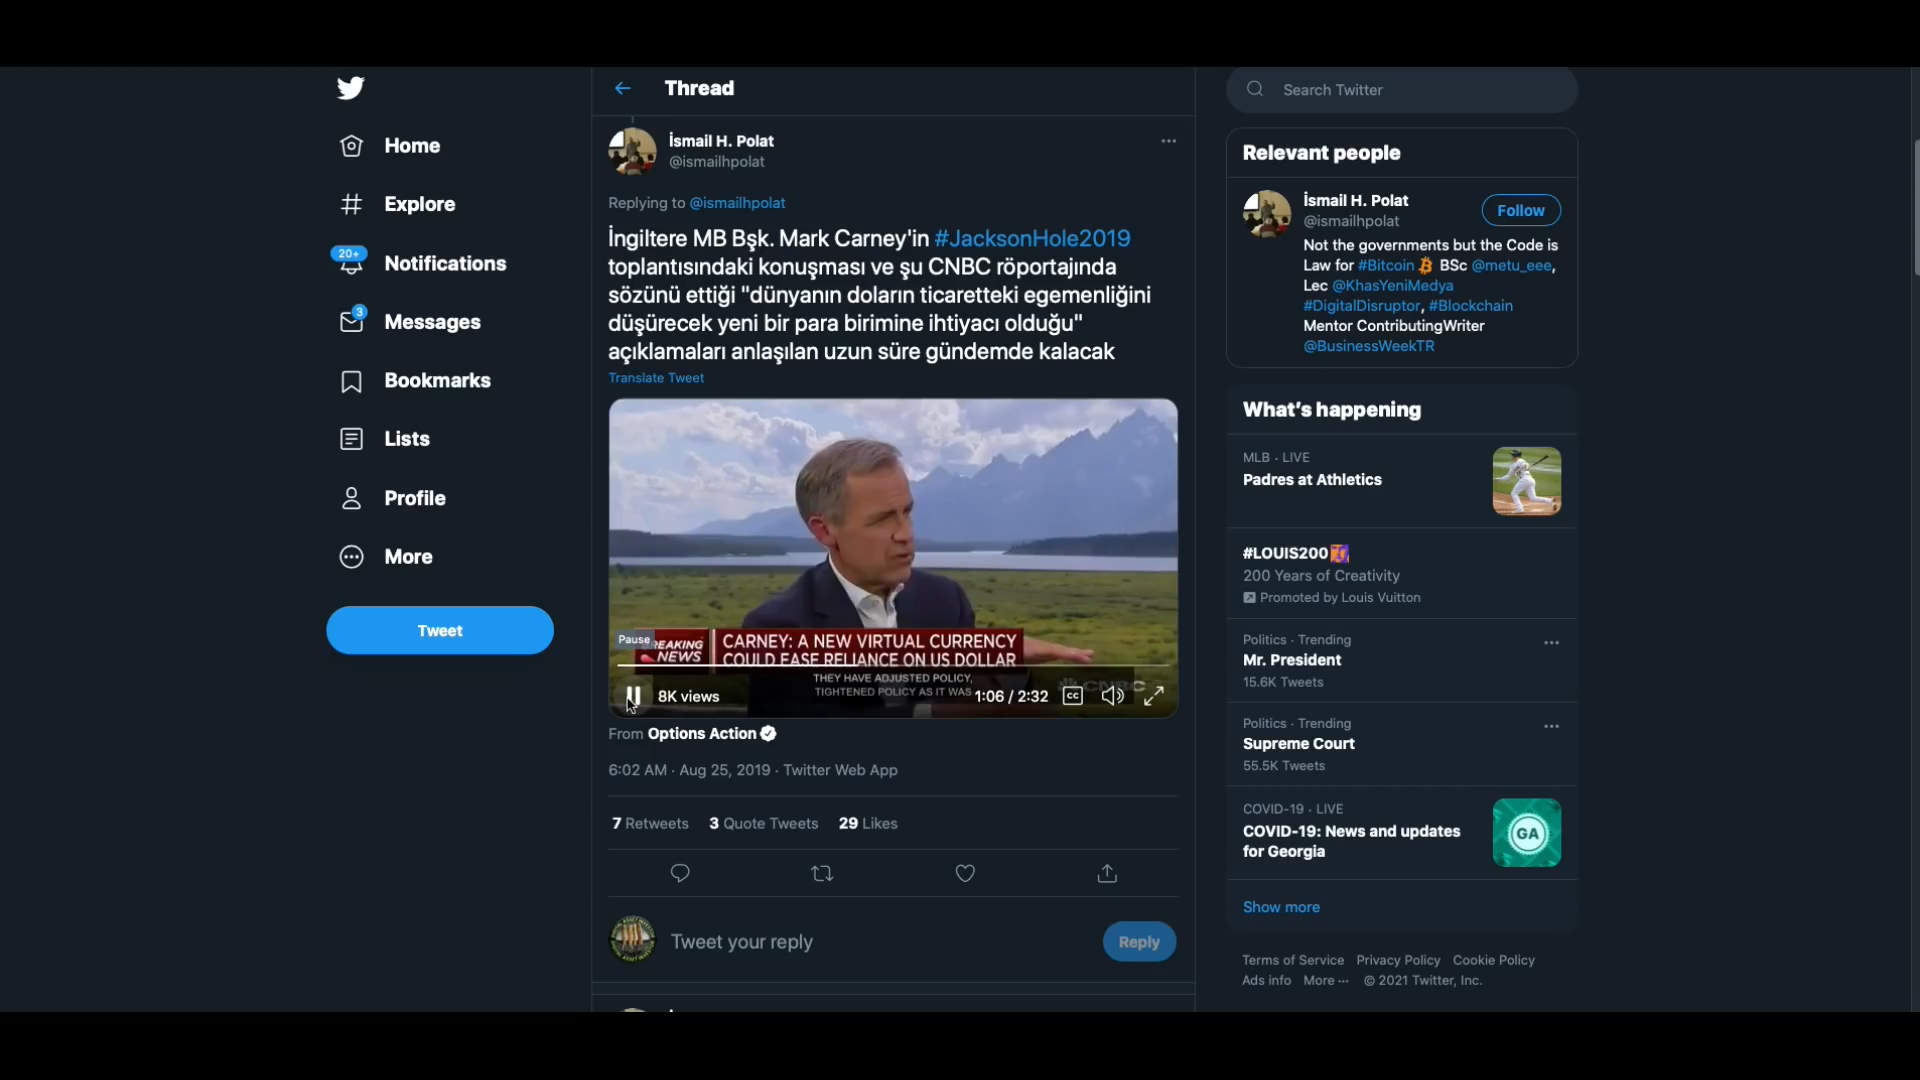 Thread
Search Twitter
Home
Explore
20+
Notifications
3
Messages
Bookmarks
Lists
Profile
More
Tweet
İsmail H. Polat
@ismailhpolat
Replying to @ismailhpolat
İngiltere MB Bşk. Mark Carney'in #JacksonHole2019
toplantısındaki konuşması ve şu CNBC röportajında
sözünü ettiği "dünyanın doların ticaretteki egemenliğini
düşürecek yeni bir para birimine ihtiyacı olduğu"
açıklamaları anlaşılan uzun süre gündemde kalacak
Translate Tweet
Pause
BREAKING
NEWS
CARNEY: A NEW VIRTUAL CURRENCY
COULD EASE RELIANCE ON US DOLLAR
THEY HAVE ADJUSTED POLICY,
TIGHTENED POLICY AS IT WAS
CNBC
8K views
1:06 / 2:32
CC
From Options Action
6:02 AM · Aug 25, 2019 · Twitter Web App
7 Retweets 3 Quote Tweets 29 Likes
Tweet your reply
Reply
Relevant people
İsmail H. Polat
@ismailhpolat
Follow
Not the governments but the Code is
Law for #Bitcoin BSc @metu_eee,
Lec @KhasYeniMedya
#DigitalDisruptor, #Blockchain
Mentor ContributingWriter
@BusinessWeekTR
What's happening
MLB · LIVE
Padres at Athletics
#LOUIS200
200 Years of Creativity
Promoted by Louis Vuitton
Politics · Trending
Mr. President
15.6K Tweets
Politics · Trending
Supreme Court
55.5K Tweets
COVID-19 · LIVE
COVID-19: News and updates
for Georgia
GA
Show more
Terms of Service Privacy Policy Cookie Policy
Ads info More ··· © 2021 Twitter, Inc.